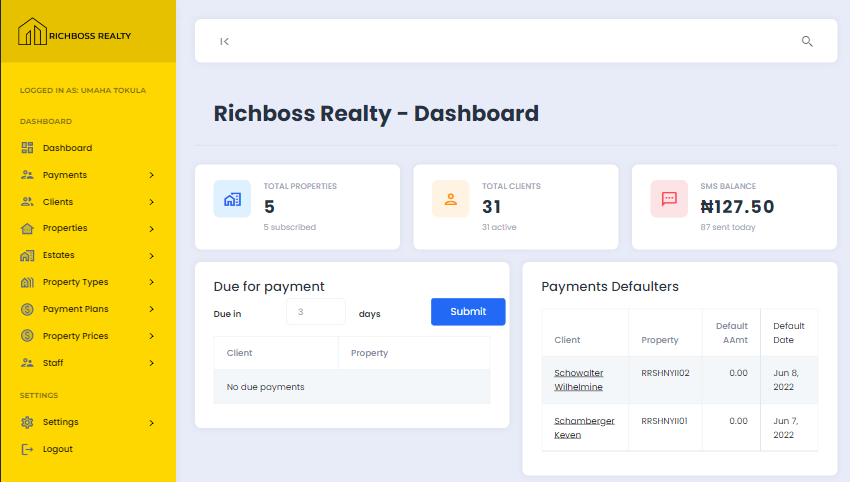 RICHBOSS REALTY
LOGGED IN AS: UMAHA TOKULA
DASHBOARD
Dashboard
Payments
Clients
Properties
Estates
Property Types
Payment Plans
Property Prices
Staff
SETTINGS
Settings
Logout
Richboss Realty - Dashboard
TOTAL PROPERTIES
5
5 subscribed
TOTAL CLIENTS
31
31 active
SMS BALANCE
₦127.50
87 sent today
Due for payment
Due in 3 days Submit
Client Property
No due payments
Payments Defaulters
Client Property Default AAmt Default Date
Schowalter Wilhelmine RRSHNYII02 0.00 Jun 8, 2022
Schamberger Keven RRSHNYII01 0.00 Jun 7, 2022